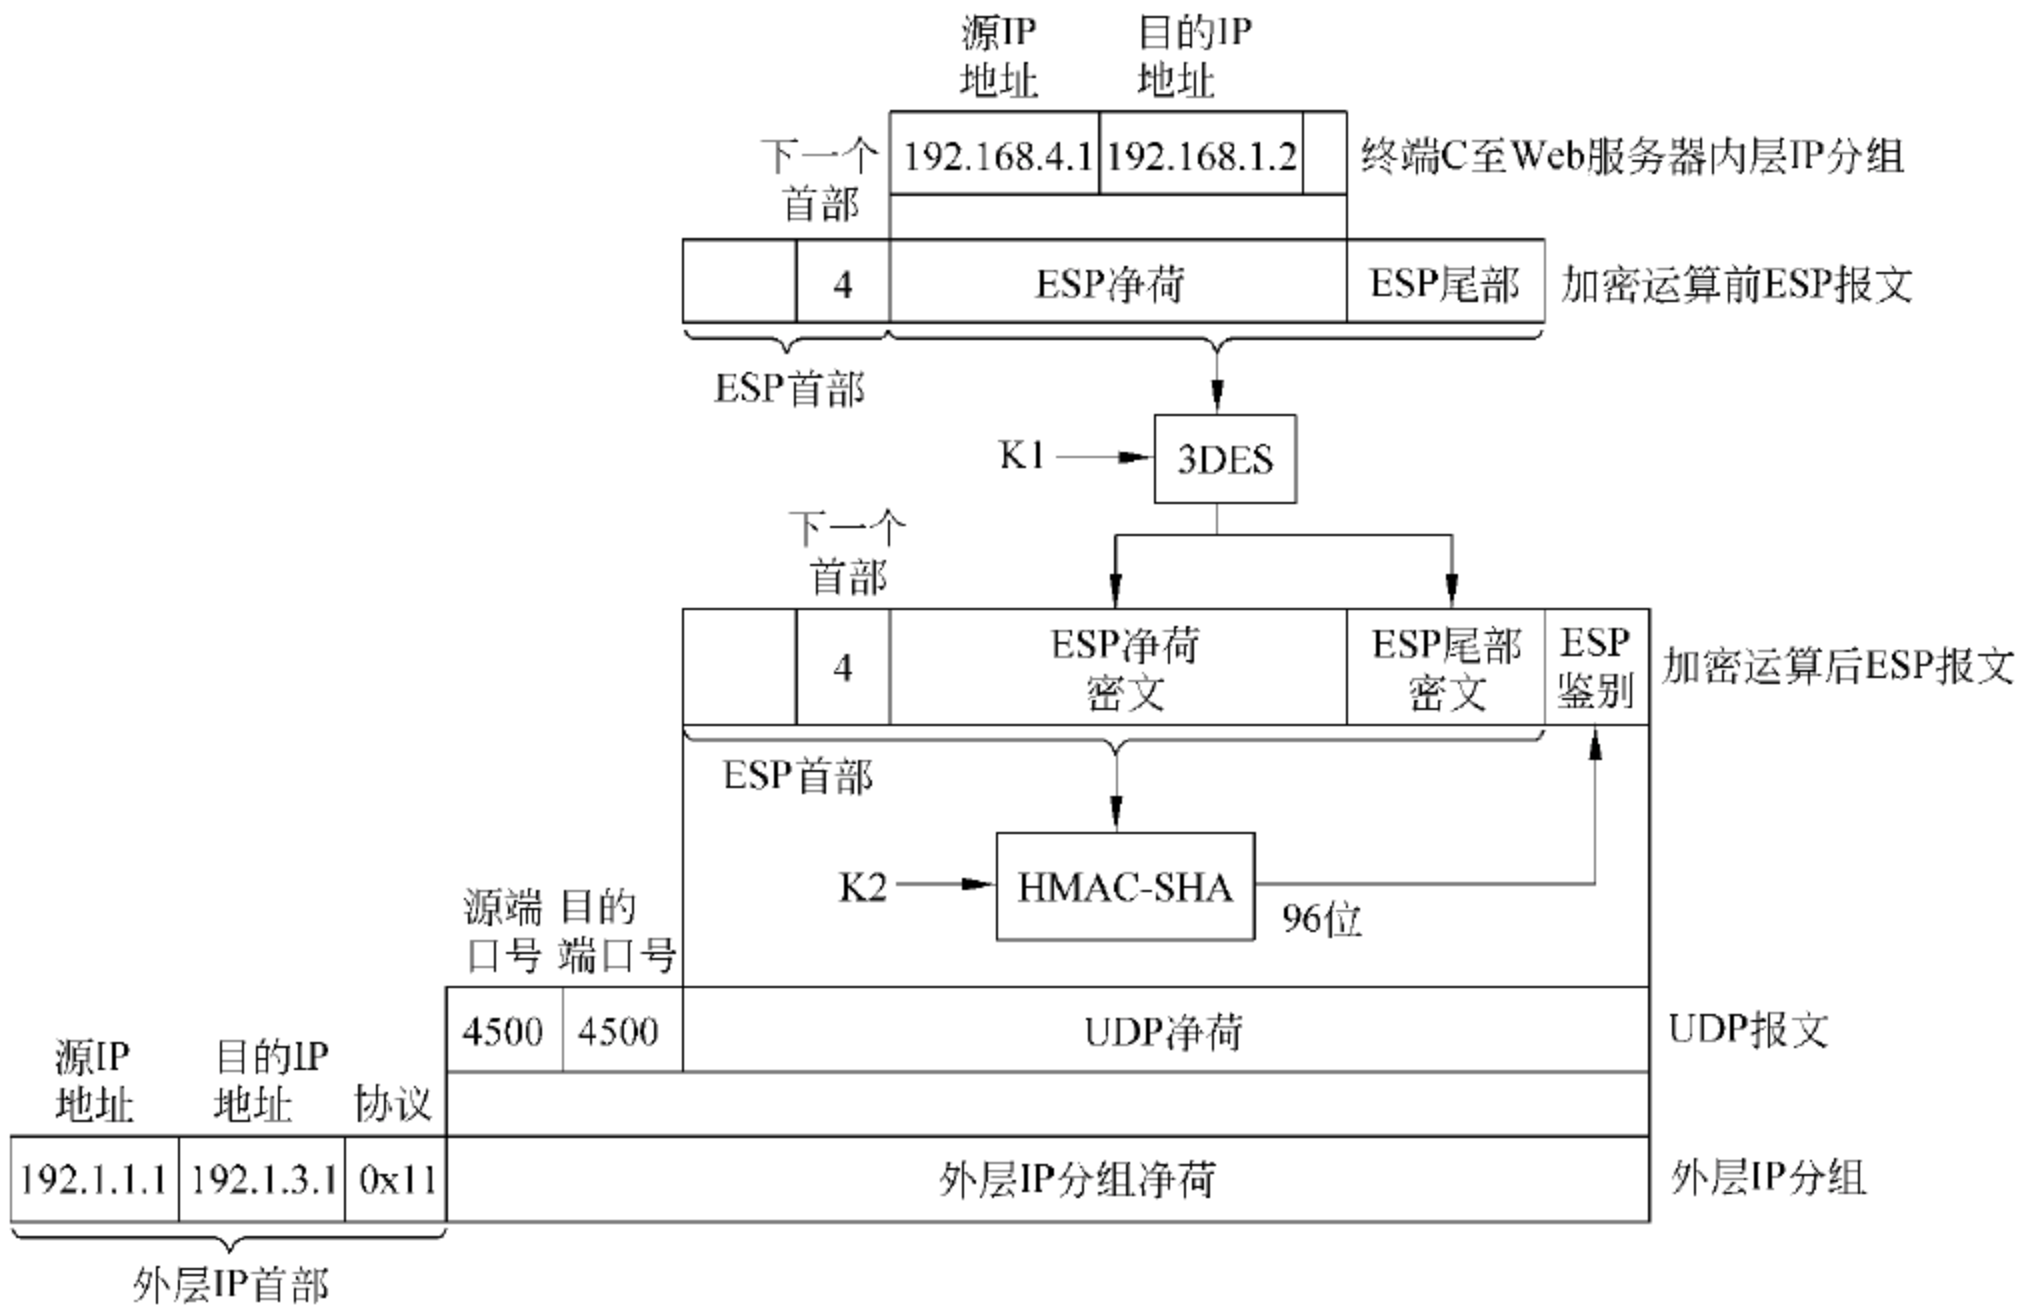 源IP 目的IP
地址 地址
下一个
首部
192.168.4.1 192.168.1.2 终端C至Web服务器内层IP分组
4 ESP净荷 ESP尾部 加密运算前ESP报文
ESP首部
K1 3DES
下一个
首部
4 ESP净荷 ESP尾部 ESP 加密运算后ESP报文
密文 密文 鉴别
ESP首部
K2 HMAC-SHA 96位
源端 目的
口号 端口号
4500 4500 UDP净荷 UDP报文
源IP 目的IP
地址 地址 协议
192.1.1.1 192.1.3.1 0x11 外层IP分组净荷 外层IP分组
外层IP首部